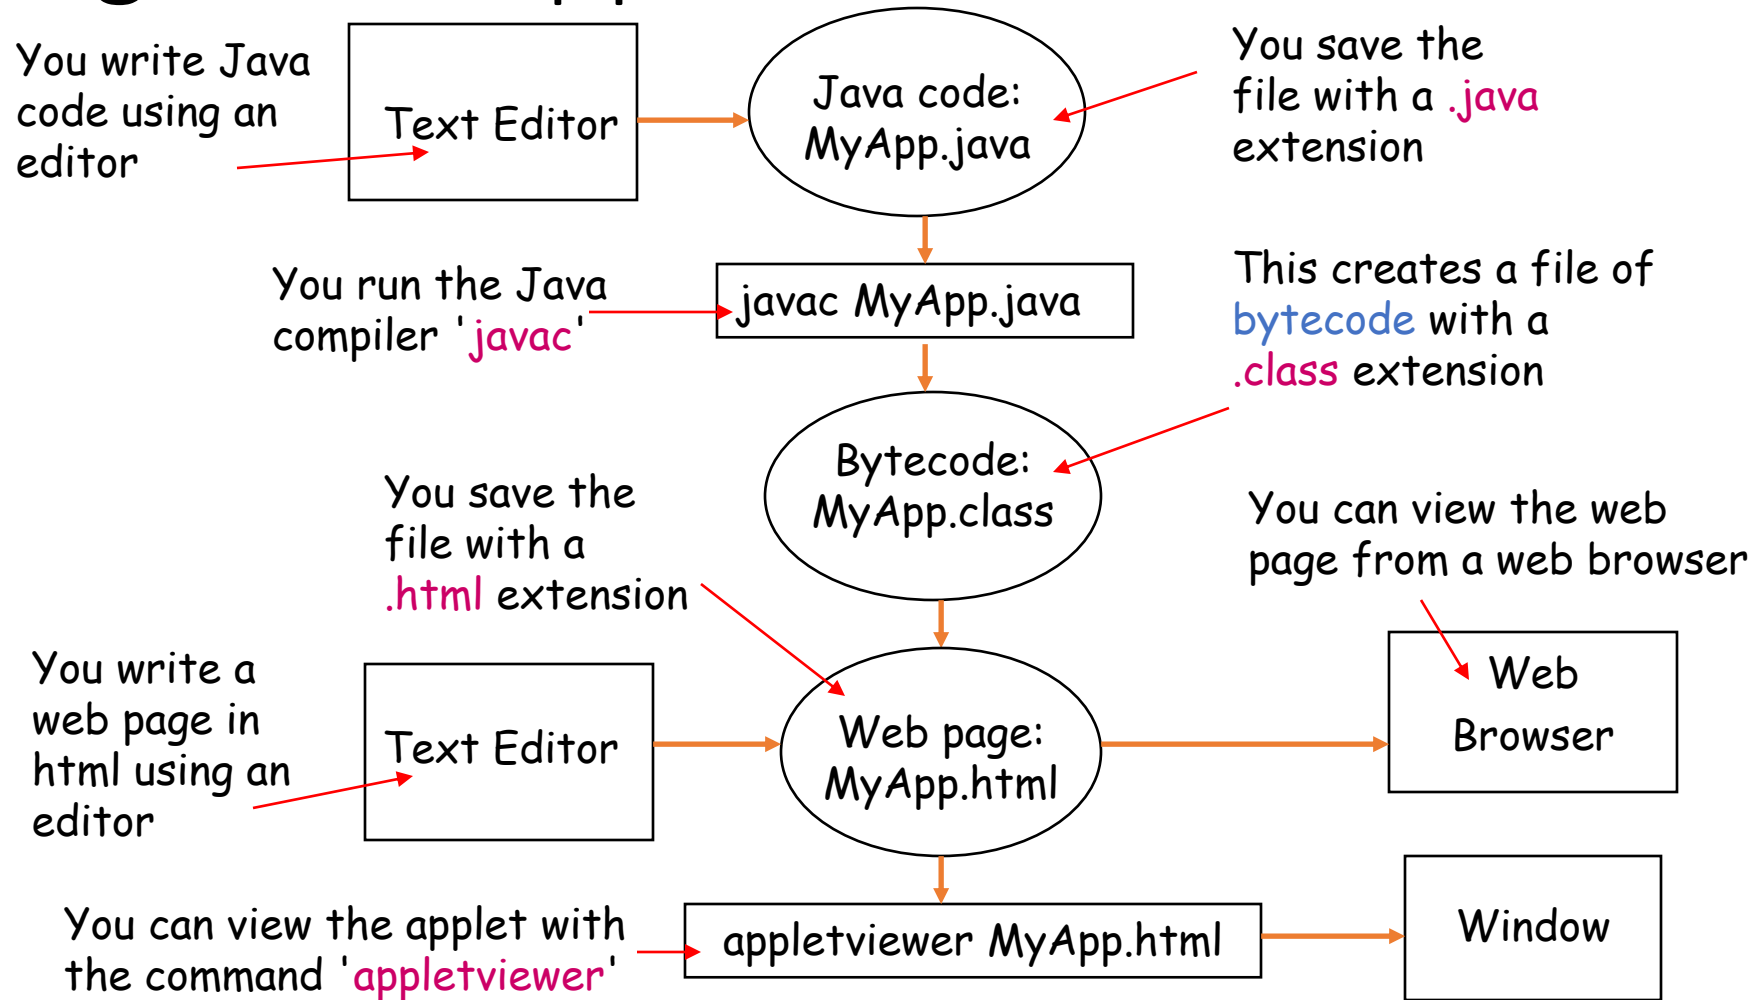 You write Java
code using an
editor
Text Editor
Java code:
MyApp.java
You save the
file with a .java
extension
You run the Java
compiler 'javac'
javac MyApp.java
This creates a file of
bytecode with a
.class extension
Bytecode:
MyApp.class
You save the
file with a
.html extension
You can view the web
page from a web browser
You write a
web page in
html using an
editor
Text Editor
Web page:
MyApp.html
Web
Browser
You can view the applet with
the command 'appletviewer'
appletviewer MyApp.html
Window